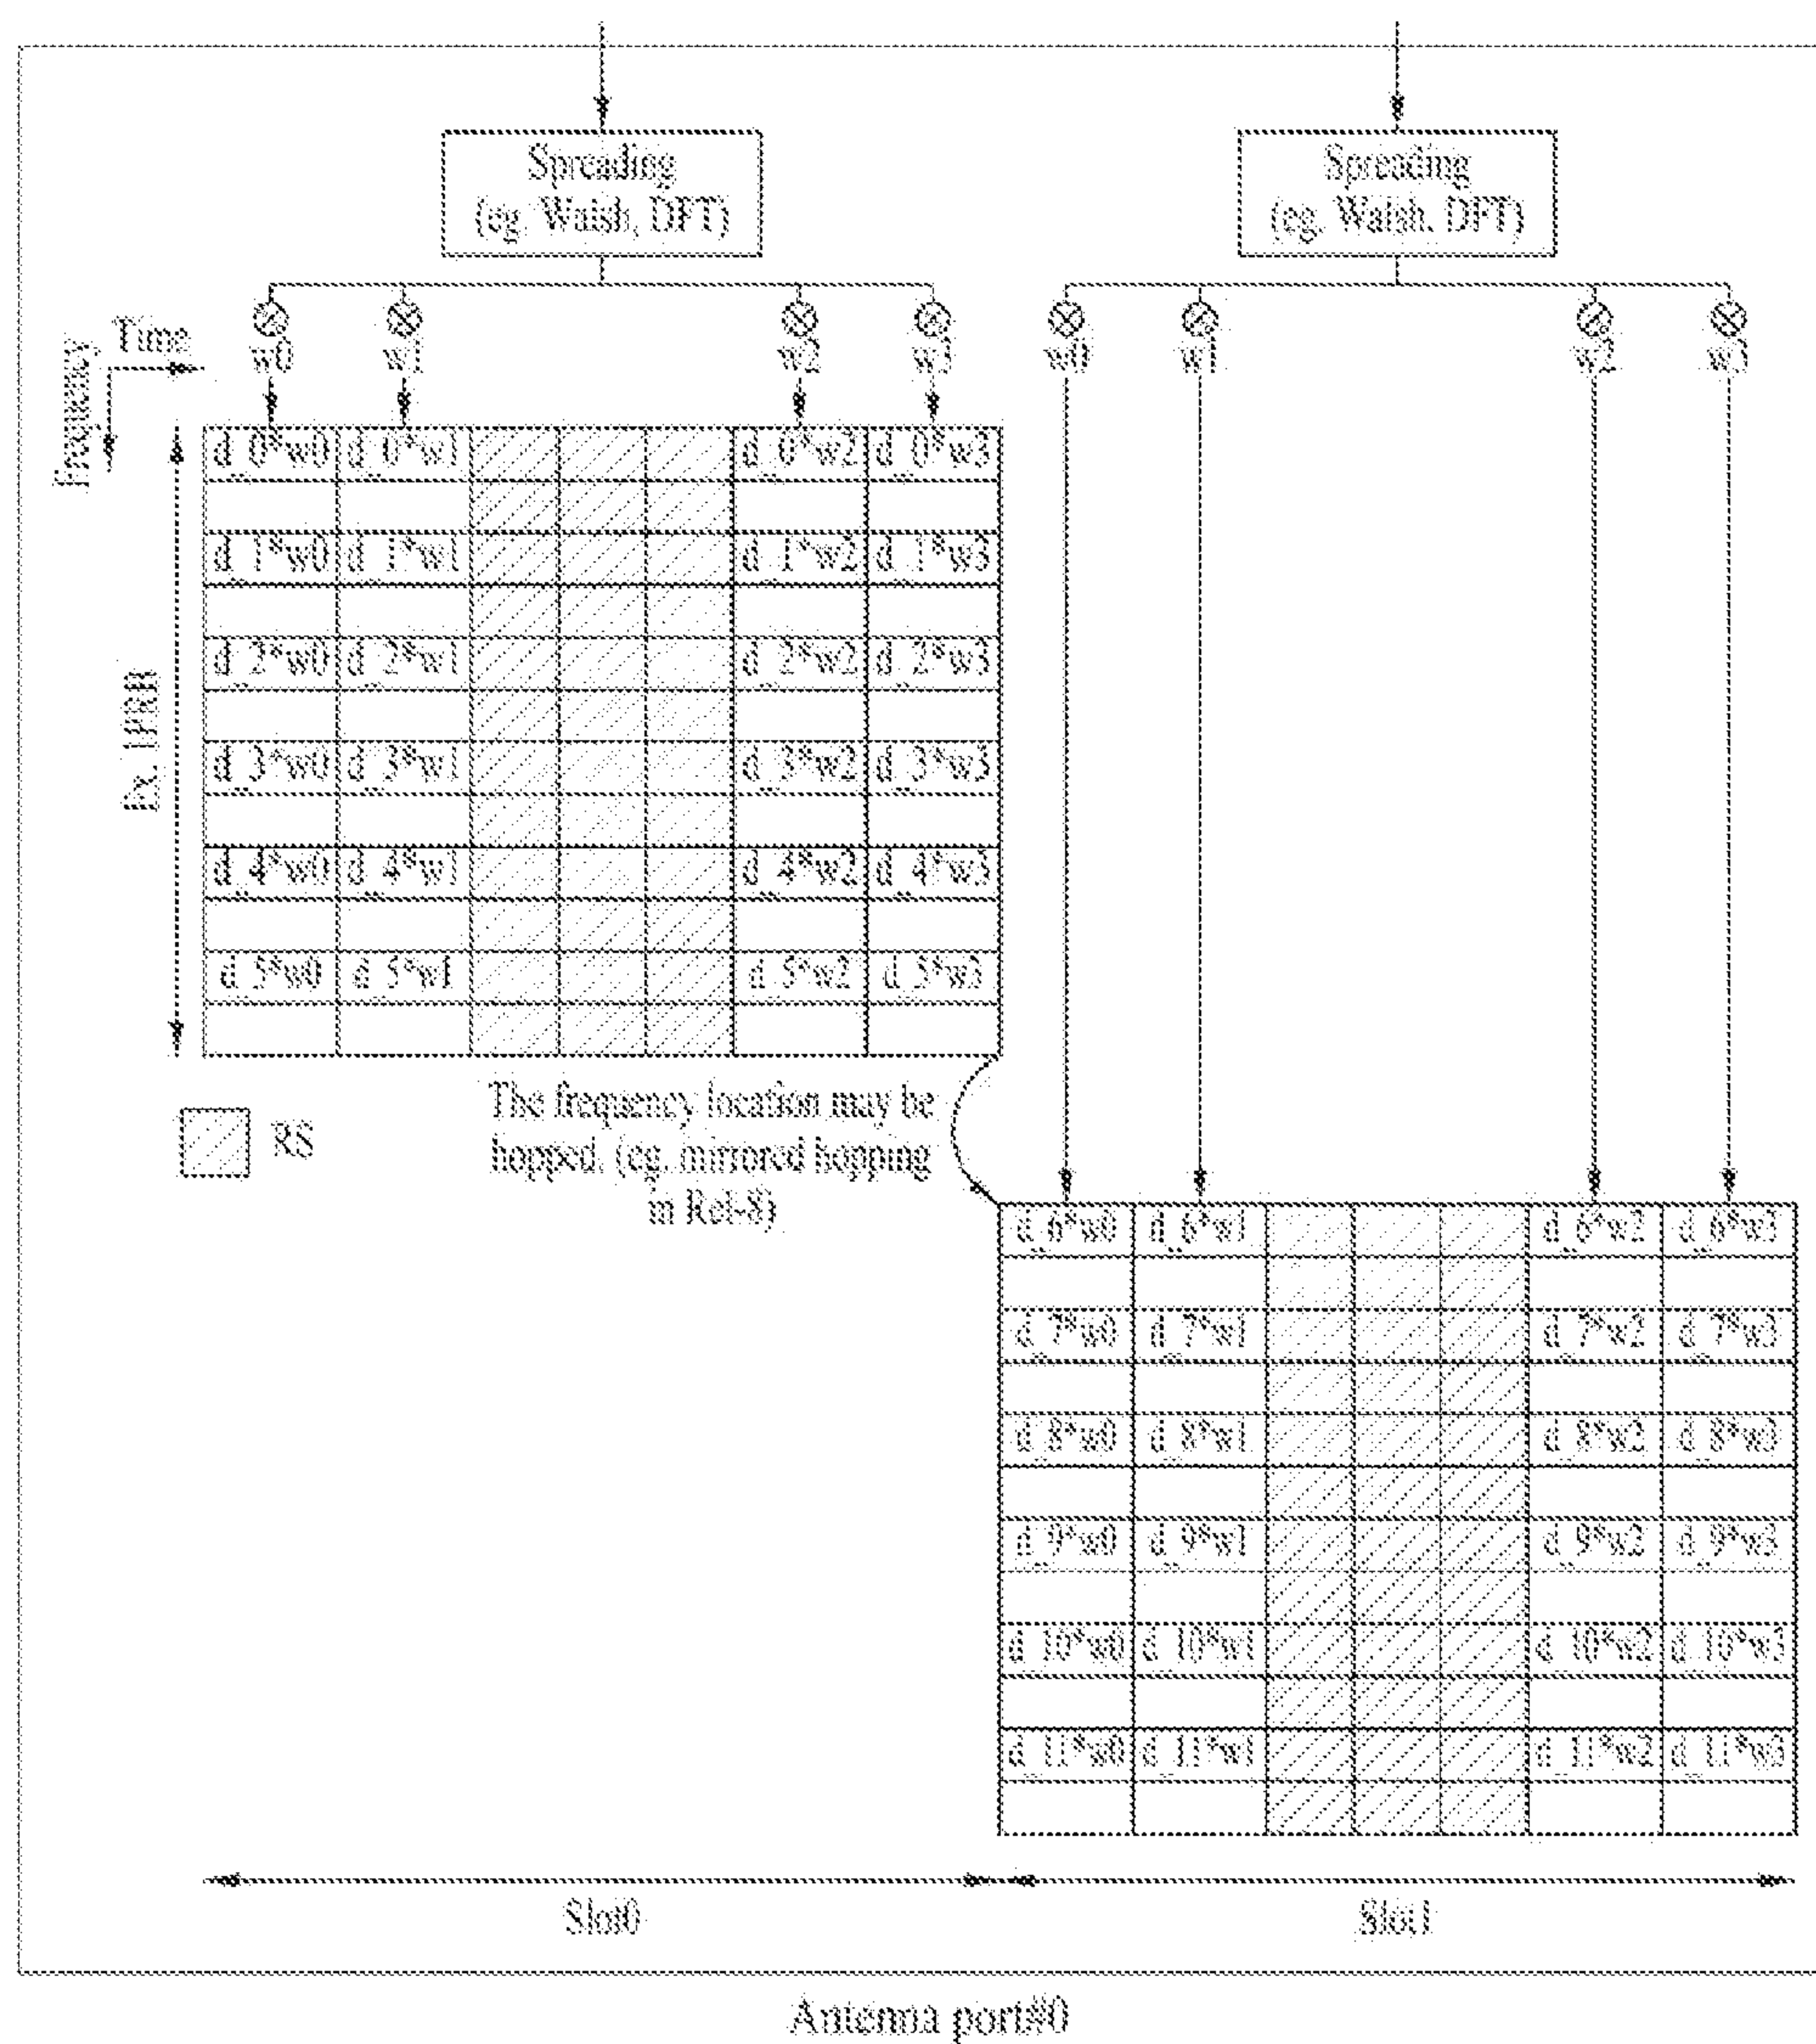 Spreading
(eg. Walsh, DFT)
Spreading
(eg. Walsh, DFT)
Time
Frequency
w0 w1 w2 w3 w0 w1 w2 w3
Ex. 1PRB
d_0*w0 d_0*w1 d_0*w2 d_0*w3
d_1*w0 d_1*w1 d_1*w2 d_1*w3
d_2*w0 d_2*w1 d_2*w2 d_2*w3
d_3*w0 d_3*w1 d_3*w2 d_3*w3
d_4*w0 d_4*w1 d_4*w2 d_4*w3
d_5*w0 d_5*w1 d_5*w2 d_5*w3
RS
The frequency location may be
hopped. (eg. mirrored hopping
in Rel-8)
d_6*w0 d_6*w1 d_6*w2 d_6*w3
d_7*w0 d_7*w1 d_7*w2 d_7*w3
d_8*w0 d_8*w1 d_8*w2 d_8*w3
d_9*w0 d_9*w1 d_9*w2 d_9*w3
d_10*w0 d_10*w1 d_10*w2 d_10*w3
d_11*w0 d_11*w1 d_11*w2 d_11*w3
Slot0
Slot1
Antenna port#0